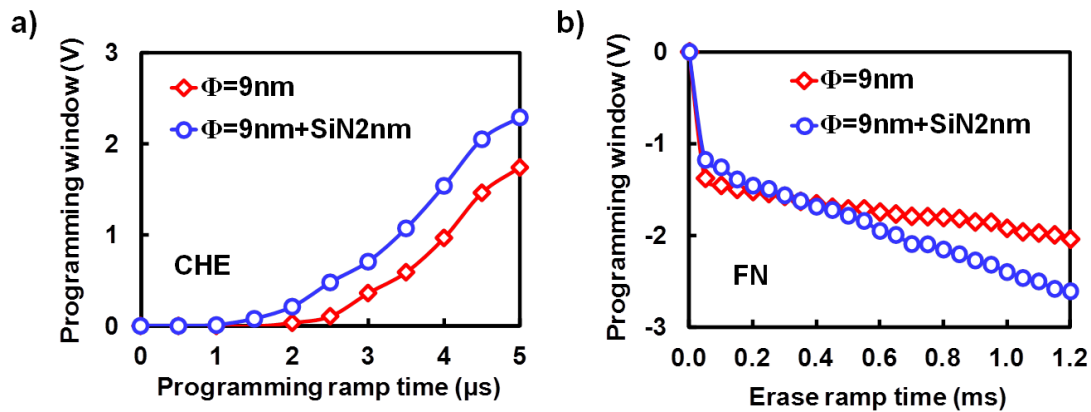 a)
Programming window (V)
3
2
1
0
Φ=9nm
Φ=9nm+SiN2nm
CHE
0 1 2 3 4 5
Programming ramp time (µs)
b)
Programming window (V)
0
-1
-2
-3
Φ=9nm
Φ=9nm+SiN2nm
FN
0.0 0.2 0.4 0.6 0.8 1.0 1.2
Erase ramp time (ms)